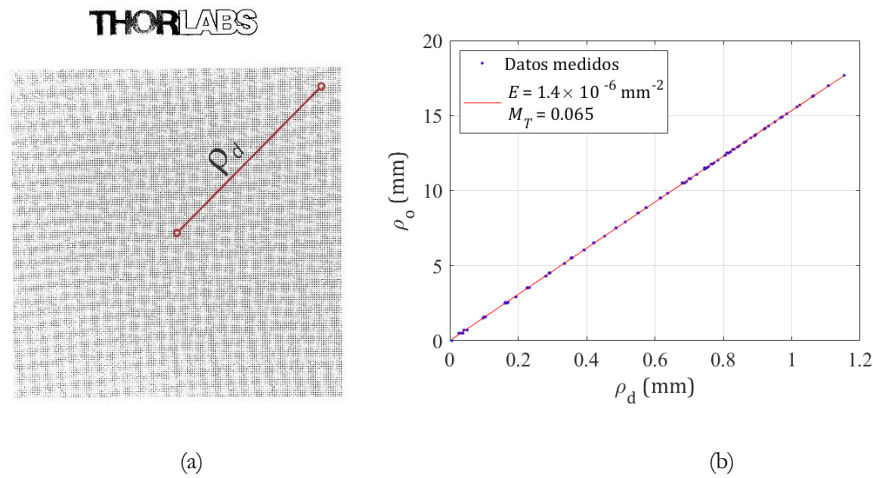 THORLABS
ρd
20
15
10
5
0
ρo (mm)
Datos medidos
E = 1.4 × 10 -6 mm-2
MT = 0.065
0 0.2 0.4 0.6 0.8 1 1.2
ρd (mm)
(a) (b)